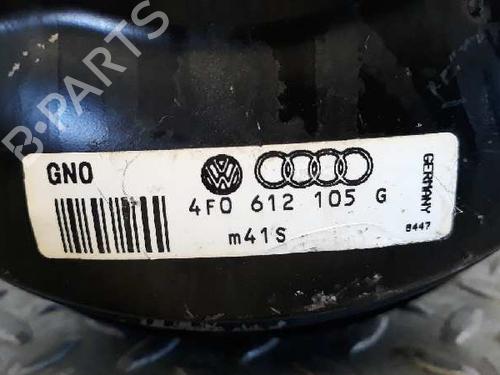 B-PARTS
GNO
4F0 612 105 G
m41S
GERMANY
8447